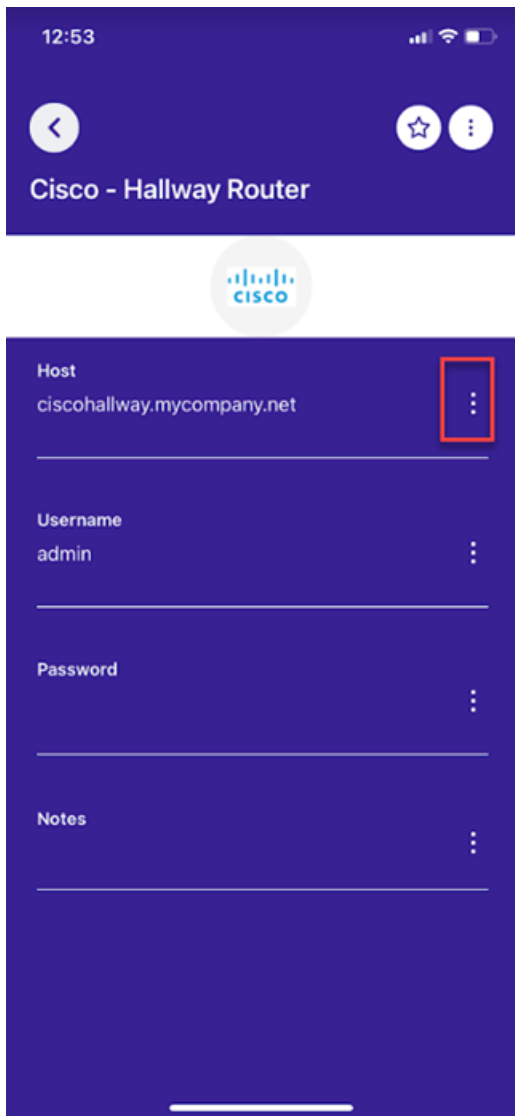 12:53
Cisco - Hallway Router
CISCO
Host
ciscohallway.mycompany.net
Username
admin
Password
Notes